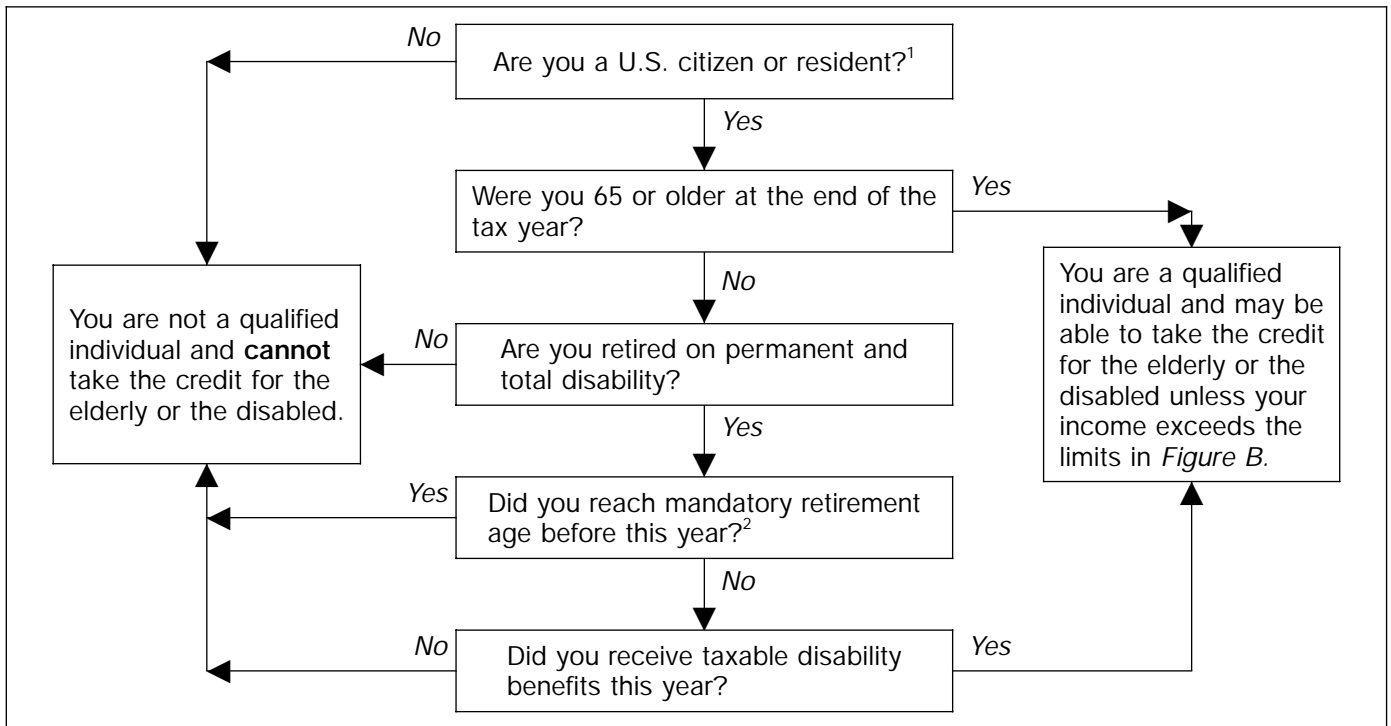 No
Are you a U.S. citizen or resident?1
Yes
Were you 65 or older at the end of the
tax year?
Yes
No
You are not a qualified
individual and cannot
take the credit for the
elderly or the disabled.
You are a qualified
individual and may be
able to take the credit
for the elderly or the
disabled unless your
income exceeds the
limits in Figure B.
No
Are you retired on permanent and
total disability?
Yes
Yes
Did you reach mandatory retirement
age before this year?2
No
No
Did you receive taxable disability
benefits this year?
Yes